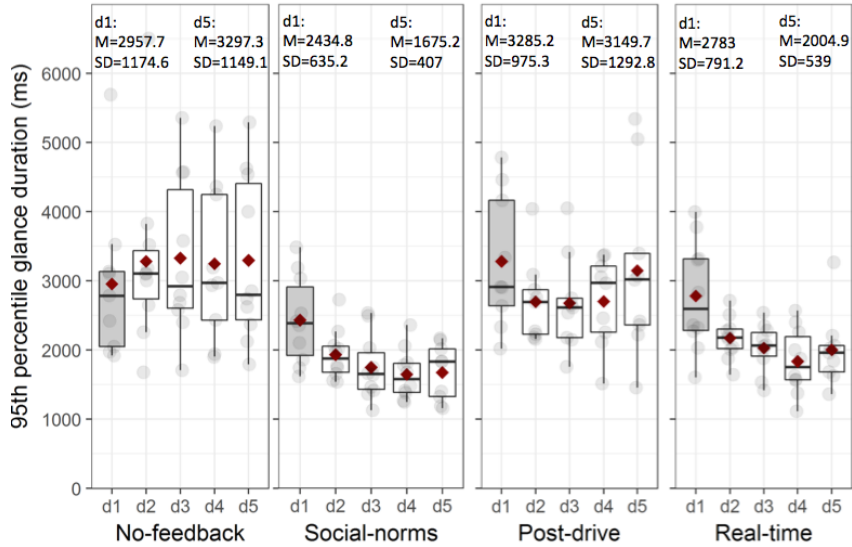 d1: d5: d1: d5: d1: d5: d1: d5:
M=2957.7 M=3297.3 M=2434.8 M=1675.2 M=3285.2 M=3149.7 M=2783 M=2004.9
SD=1174.6 SD=1149.1 SD=635.2 SD=407 SD=975.3 SD=1292.8 SD=791.2 SD=539
95th percentile glance duration (ms)
6000
5000
4000
3000
2000
1000
0
d1 d2 d3 d4 d5 d1 d2 d3 d4 d5 d1 d2 d3 d4 d5 d1 d2 d3 d4 d5
No-feedback Social-norms Post-drive Real-time